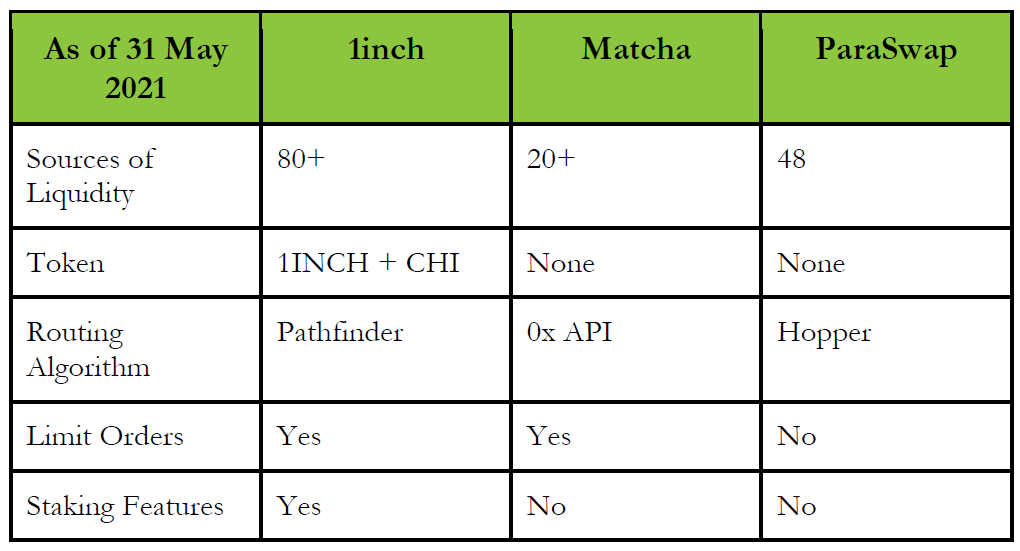 As of 31 May 1inch Matcha ParaSwap
2021
Sources of 80+ 20+ 48
Liquidity
Token 1INCH + CHI None None
Routing Pathfinder 0x API Hopper
Algorithm
Limit Orders Yes Yes No
Staking Features Yes No No